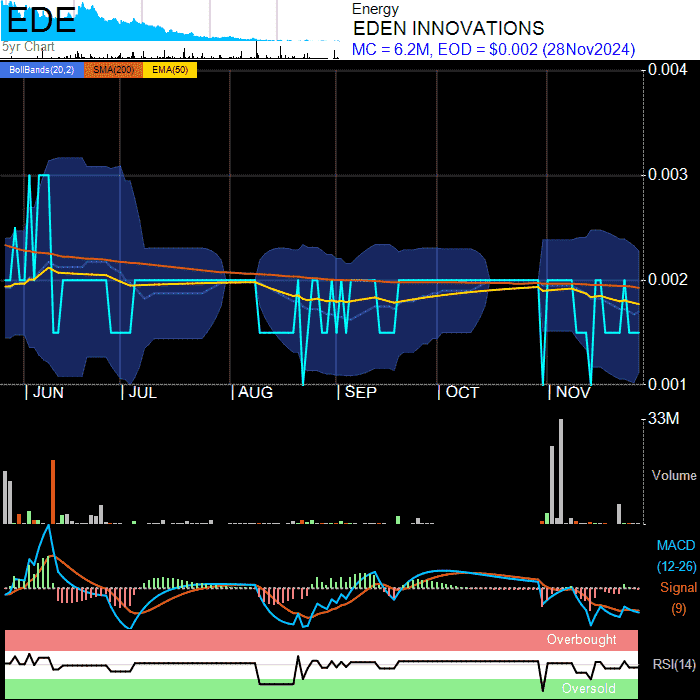 EDE
5yr Chart
Energy
EDEN INNOVATIONS
MC = 6.2M, EOD = $0.002 (28Nov2024)
BollBands(20,2) SMA(200) EMA(50)
0.004
0.003
0.002
0.001
JUN JUL AUG SEP OCT NOV
33M
Volume
MACD
(12-26)
Signal
(9)
Overbought
RSI(14)
Oversold